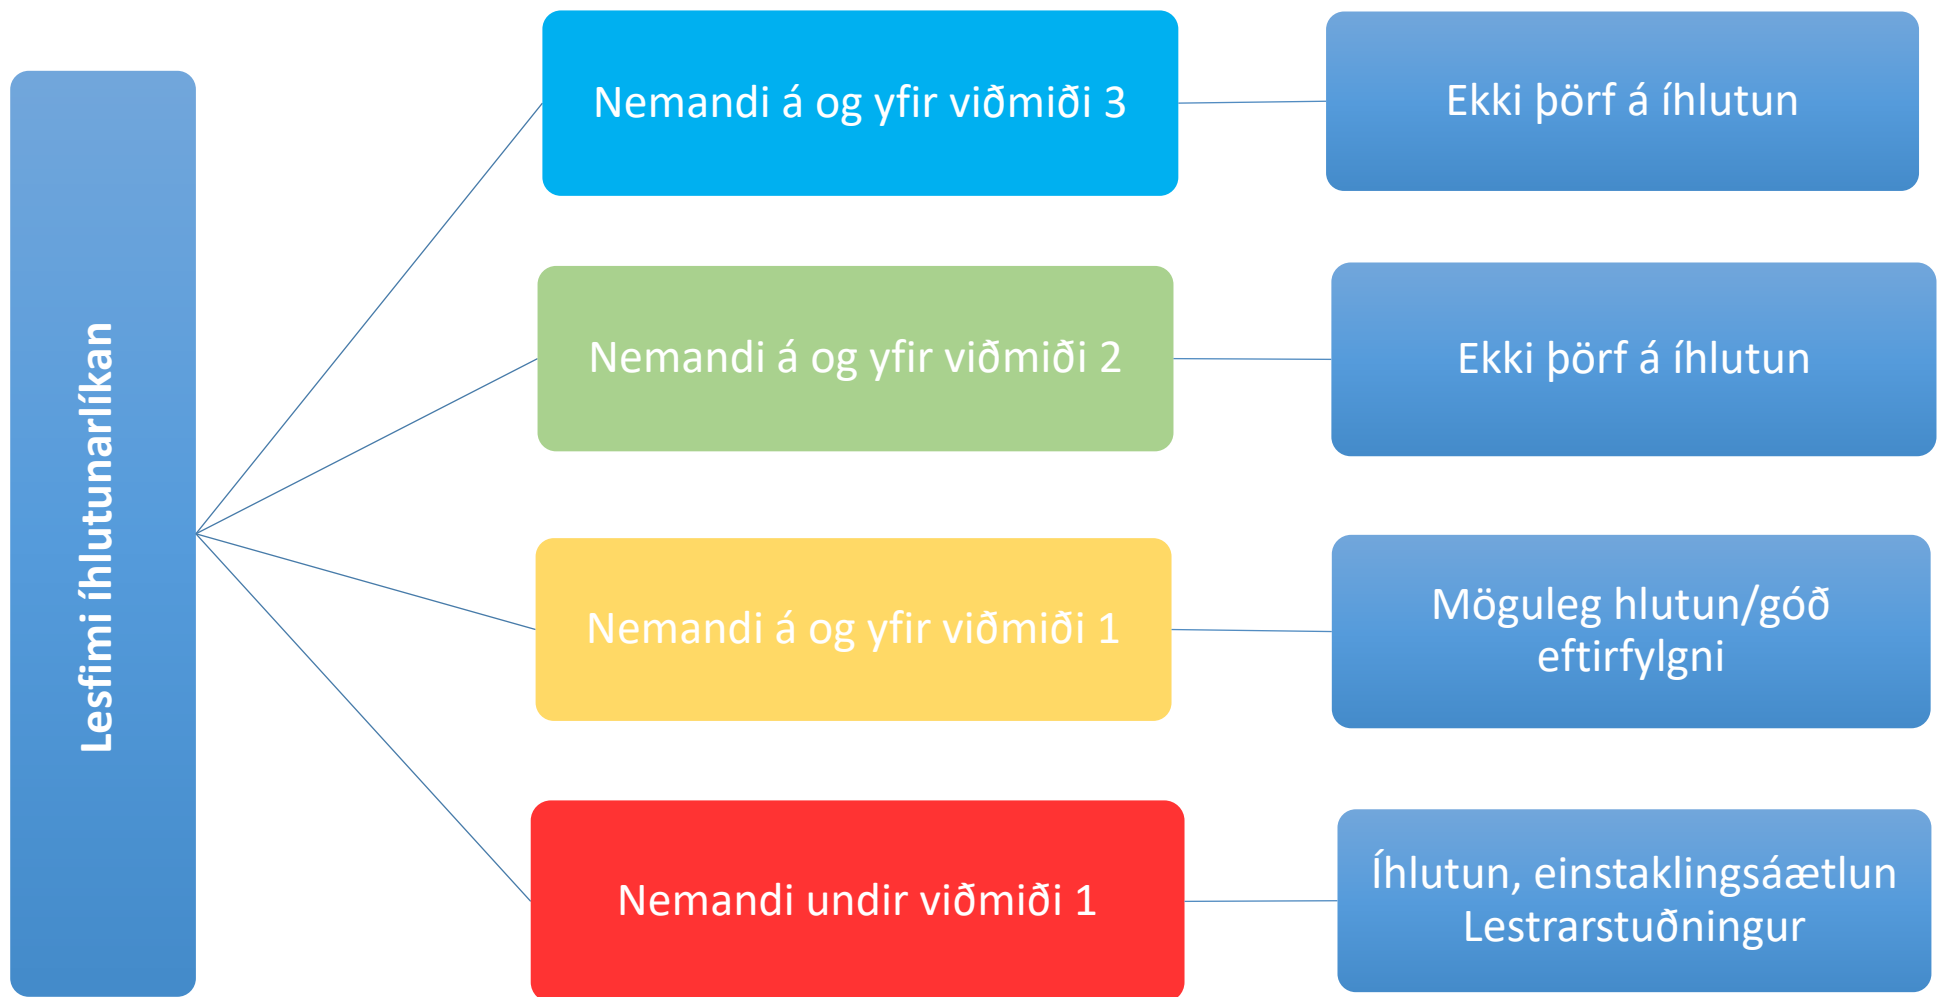 Lesfimi íhlutunarlíkan
Nemandi á og yfir viðmiði 3
Ekki þörf á íhlutun
Nemandi á og yfir viðmiði 2
Ekki þörf á íhlutun
Nemandi á og yfir viðmiði 1
Möguleg hlutun/góð
eftirfylgni
Nemandi undir viðmiði 1
Íhlutun, einstaklingsáætlun
Lestrarstuðningur